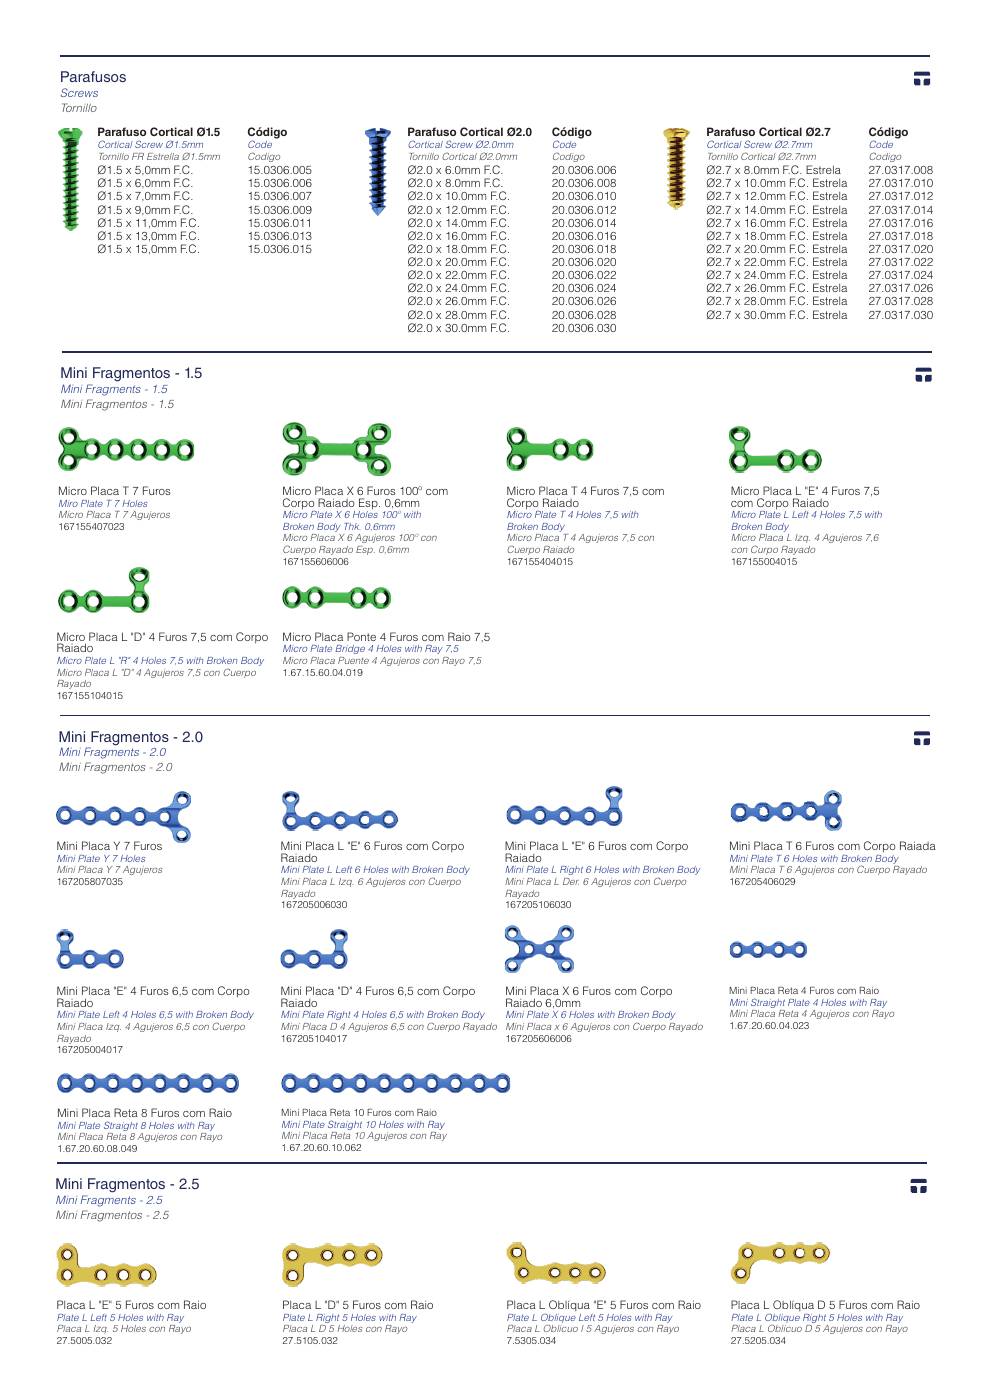 Parafusos
Screws
Tornillo
Parafuso Cortical Ø1.5 Código
Cortical Screw Ø1.5mm Code
Tornillo FR Estrella Ø1.5mm Codigo
Ø1.5 x 5,0mm F.C. 15.0306.005
Ø1.5 x 6,0mm F.C. 15.0306.006
Ø1.5 x 7,0mm F.C. 15.0306.007
Ø1.5 x 9,0mm F.C. 15.0306.009
Ø1.5 x 11,0mm F.C. 15.0306.011
Ø1.5 x 13,0mm F.C. 15.0306.013
Ø1.5 x 15,0mm F.C. 15.0306.015
Parafuso Cortical Ø2.0 Código
Cortical Screw Ø2.0mm Code
Tornillo Cortical Ø2.0mm Codigo
Ø2.0 x 6.0mm F.C. 20.0306.006
Ø2.0 x 8.0mm F.C. 20.0306.008
Ø2.0 x 10.0mm F.C. 20.0306.010
Ø2.0 x 12.0mm F.C. 20.0306.012
Ø2.0 x 14.0mm F.C. 20.0306.014
Ø2.0 x 16.0mm F.C. 20.0306.016
Ø2.0 x 18.0mm F.C. 20.0306.018
Ø2.0 x 20.0mm F.C. 20.0306.020
Ø2.0 x 22.0mm F.C. 20.0306.022
Ø2.0 x 24.0mm F.C. 20.0306.024
Ø2.0 x 26.0mm F.C. 20.0306.026
Ø2.0 x 28.0mm F.C. 20.0306.028
Ø2.0 x 30.0mm F.C. 20.0306.030
Parafuso Cortical Ø2.7 Código
Cortical Screw Ø2.7mm Code
Tornillo Cortical Ø2.7mm Codigo
Ø2.7 x 8.0mm F.C. Estrela 27.0317.008
Ø2.7 x 10.0mm F.C. Estrela 27.0317.010
Ø2.7 x 12.0mm F.C. Estrela 27.0317.012
Ø2.7 x 14.0mm F.C. Estrela 27.0317.014
Ø2.7 x 16.0mm F.C. Estrela 27.0317.016
Ø2.7 x 18.0mm F.C. Estrela 27.0317.018
Ø2.7 x 20.0mm F.C. Estrela 27.0317.020
Ø2.7 x 22.0mm F.C. Estrela 27.0317.022
Ø2.7 x 24.0mm F.C. Estrela 27.0317.024
Ø2.7 x 26.0mm F.C. Estrela 27.0317.026
Ø2.7 x 28.0mm F.C. Estrela 27.0317.028
Ø2.7 x 30.0mm F.C. Estrela 27.0317.030
Mini Fragmentos - 1.5
Mini Fragments - 1.5
Mini Fragmentos - 1.5
Micro Placa T 7 Furos
Miro Plate T 7 Holes
Micro Placa T 7 Agujeros
167155407023
Micro Placa X 6 Furos 100º com
Corpo Raiado Esp. 0,6mm
Micro Plate X 6 Holes 100º with
Broken Body Thk. 0,6mm
Micro Placa X 6 Agujeros 100º con
Cuerpo Rayado Esp. 0,6mm
167155606006
Micro Placa T 4 Furos 7,5 com
Corpo Raiado
Micro Plate T 4 Holes 7,5 with
Broken Body
Micro Placa T 4 Agujeros 7,5 con
Cuerpo Raiado
167155404015
Micro Placa L "E" 4 Furos 7,5
com Corpo Raiado
Micro Plate L Left 4 Holes 7,5 with
Broken Body
Micro Placa L Izq. 4 Agujeros 7,6
con Curpo Rayado
167155004015
Micro Placa L "D" 4 Furos 7,5 com Corpo
Raiado
Micro Plate L "R" 4 Holes 7,5 with Broken Body
Micro Placa L "D" 4 Agujeros 7,5 con Cuerpo
Rayado
167155104015
Micro Placa Ponte 4 Furos com Raio 7,5
Micro Plate Bridge 4 Holes with Ray 7,5
Micro Placa Puente 4 Agujeros con Rayo 7,5
1.67.15.60.04.019
Mini Fragmentos - 2.0
Mini Fragments - 2.0
Mini Fragmentos - 2.0
Mini Placa Y 7 Furos
Mini Plate Y 7 Holes
Mini Placa Y 7 Agujeros
167205807035
Mini Placa L "E" 6 Furos com Corpo
Raiado
Mini Plate L Left 6 Holes with Broken Body
Mini Placa L Izq. 6 Agujeros con Cuerpo
Rayado
167205006030
Mini Placa L "E" 6 Furos com Corpo
Raiado
Mini Plate L Right 6 Holes with Broken Body
Mini Placa L Der. 6 Agujeros con Cuerpo
Rayado
167205106030
Mini Placa T 6 Furos com Corpo Raiada
Mini Plate T 6 Holes with Broken Body
Mini Placa T 6 Agujeros con Cuerpo Rayado
167205406029
Mini Placa "E" 4 Furos 6,5 com Corpo
Raiado
Mini Plate Left 4 Holes 6,5 with Broken Body
Mini Placa Izq. 4 Agujeros 6,5 con Cuerpo
Rayado
167205004017
Mini Placa "D" 4 Furos 6,5 com Corpo
Raiado
Mini Plate Right 4 Holes 6,5 with Broken Body
Mini Placa D 4 Agujeros 6,5 con Cuerpo Rayado
167205104017
Mini Placa X 6 Furos com Corpo
Raiado 6,0mm
Mini Plate X 6 Holes with Broken Body
Mini Placa x 6 Agujeros con Cuerpo Rayado
167205606006
Mini Placa Reta 4 Furos com Raio
Mini Straight Plate 4 Holes with Ray
Mini Placa Reta 4 Agujeros con Rayo
1.67.20.60.04.023
Mini Placa Reta 8 Furos com Raio
Mini Plate Straight 8 Holes with Ray
Mini Placa Reta 8 Agujeros con Rayo
1.67.20.60.08.049
Mini Placa Reta 10 Furos com Raio
Mini Plate Straight 10 Holes with Ray
Mini Placa Reta 10 Agujeros con Ray
1.67.20.60.10.062
Mini Fragmentos - 2.5
Mini Fragments - 2.5
Mini Fragmentos - 2.5
Placa L "E" 5 Furos com Raio
Plate L Left 5 Holes with Ray
Placa L Izq. 5 Holes con Rayo
27.5005.032
Placa L "D" 5 Furos com Raio
Plate L Right 5 Holes with Ray
Placa L D 5 Holes con Rayo
27.5105.032
Placa L Oblíqua "E" 5 Furos com Raio
Plate L Oblique Left 5 Holes with Ray
Placa L Oblicuo I 5 Agujeros con Rayo
7.5305.034
Placa L Oblíqua D 5 Furos com Raio
Plate L Oblique Right 5 Holes with Ray
Placa L Oblicuo D 5 Agujeros con Rayo
27.5205.034